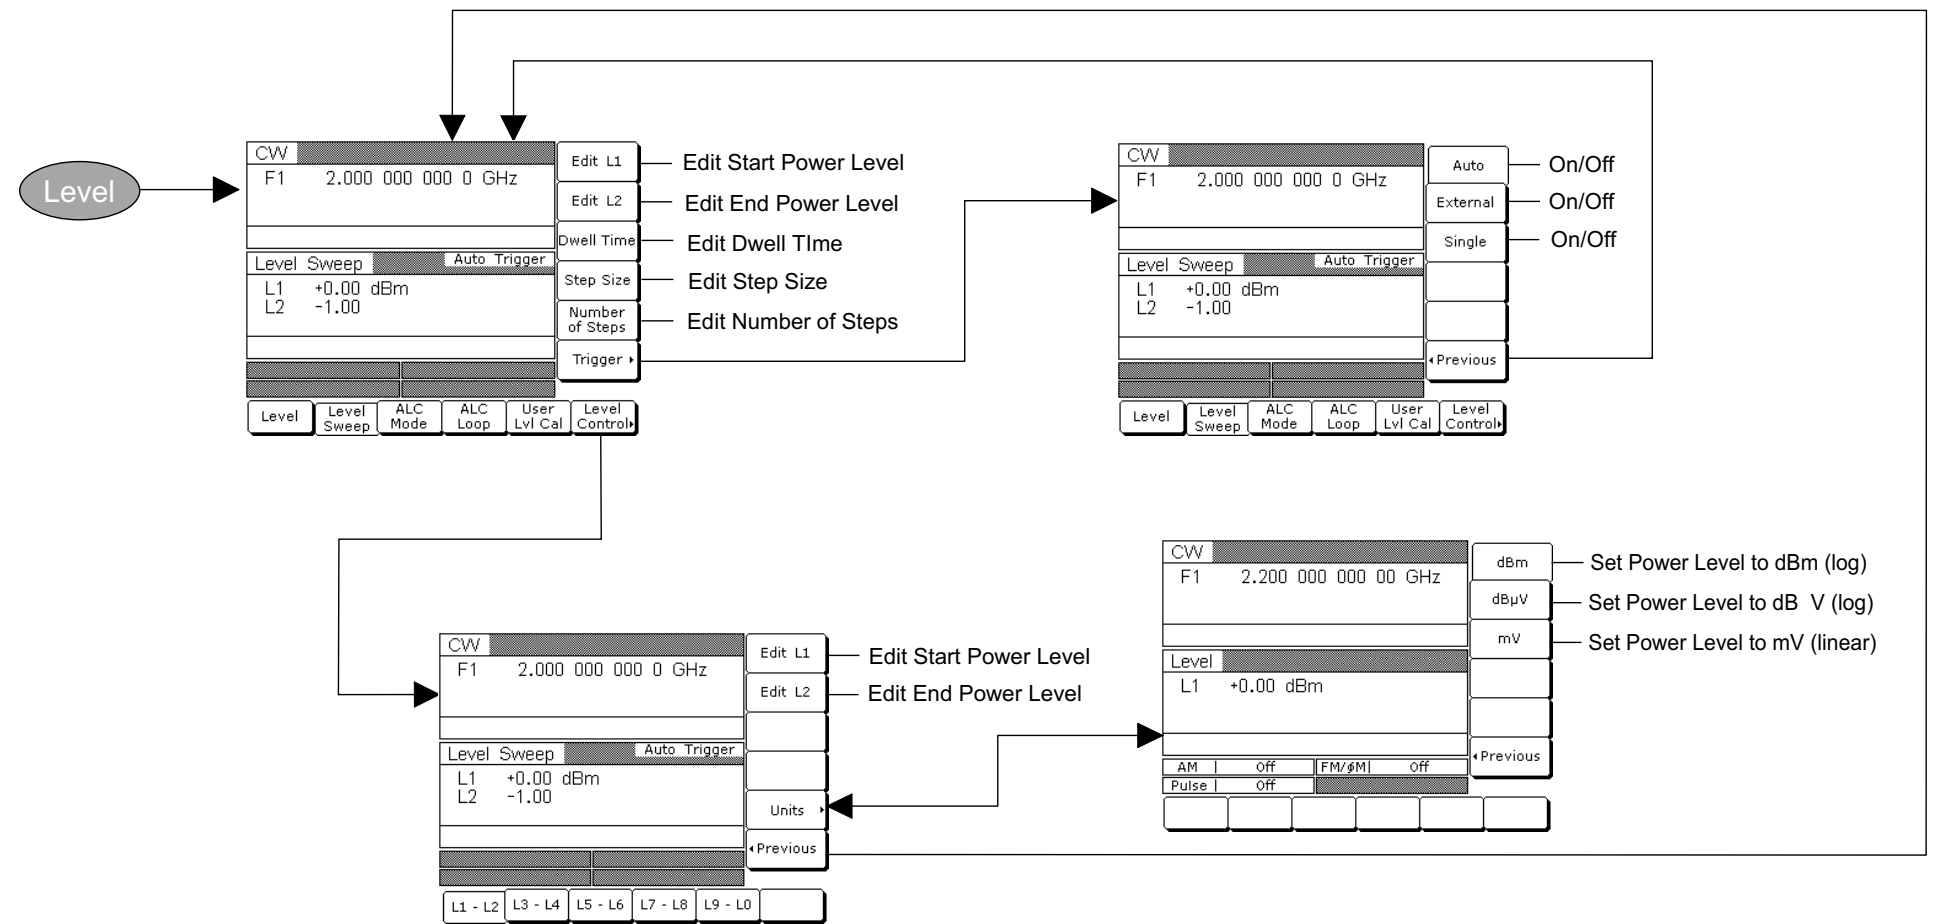 Level
CW
F1 2.000 000 000 0 GHz
Level Sweep Auto Trigger
L1 +0.00 dBm
L2 -1.00
Edit L1
Edit L2
Dwell Time
Step Size
Number
of Steps
Trigger
Edit Start Power Level
Edit End Power Level
Edit Dwell TIme
Edit Step Size
Edit Number of Steps
Level
Level
Sweep
ALC
Mode
ALC
Loop
User
Lvl Cal
Level
Control
CW
F1 2.000 000 000 0 GHz
Level Sweep Auto Trigger
L1 +0.00 dBm
L2 -1.00
Auto
External
Single
Previous
On/Off
On/Off
On/Off
Level
Level
Sweep
ALC
Mode
ALC
Loop
User
Lvl Cal
Level
Control
CW
F1 2.000 000 000 0 GHz
Level Sweep Auto Trigger
L1 +0.00 dBm
L2 -1.00
Edit L1
Edit L2
Units
Previous
Edit Start Power Level
Edit End Power Level
L1 - L2
L3 - L4
L5 - L6
L7 - L8
L9 - L0
CW
F1 2.200 000 000 00 GHz
Level
L1 +0.00 dBm
AM | Off FM/ϕM| Off
Pulse | Off
dBm
dBµV
mV
Previous
Set Power Level to dBm (log)
Set Power Level to dB V (log)
Set Power Level to mV (linear)